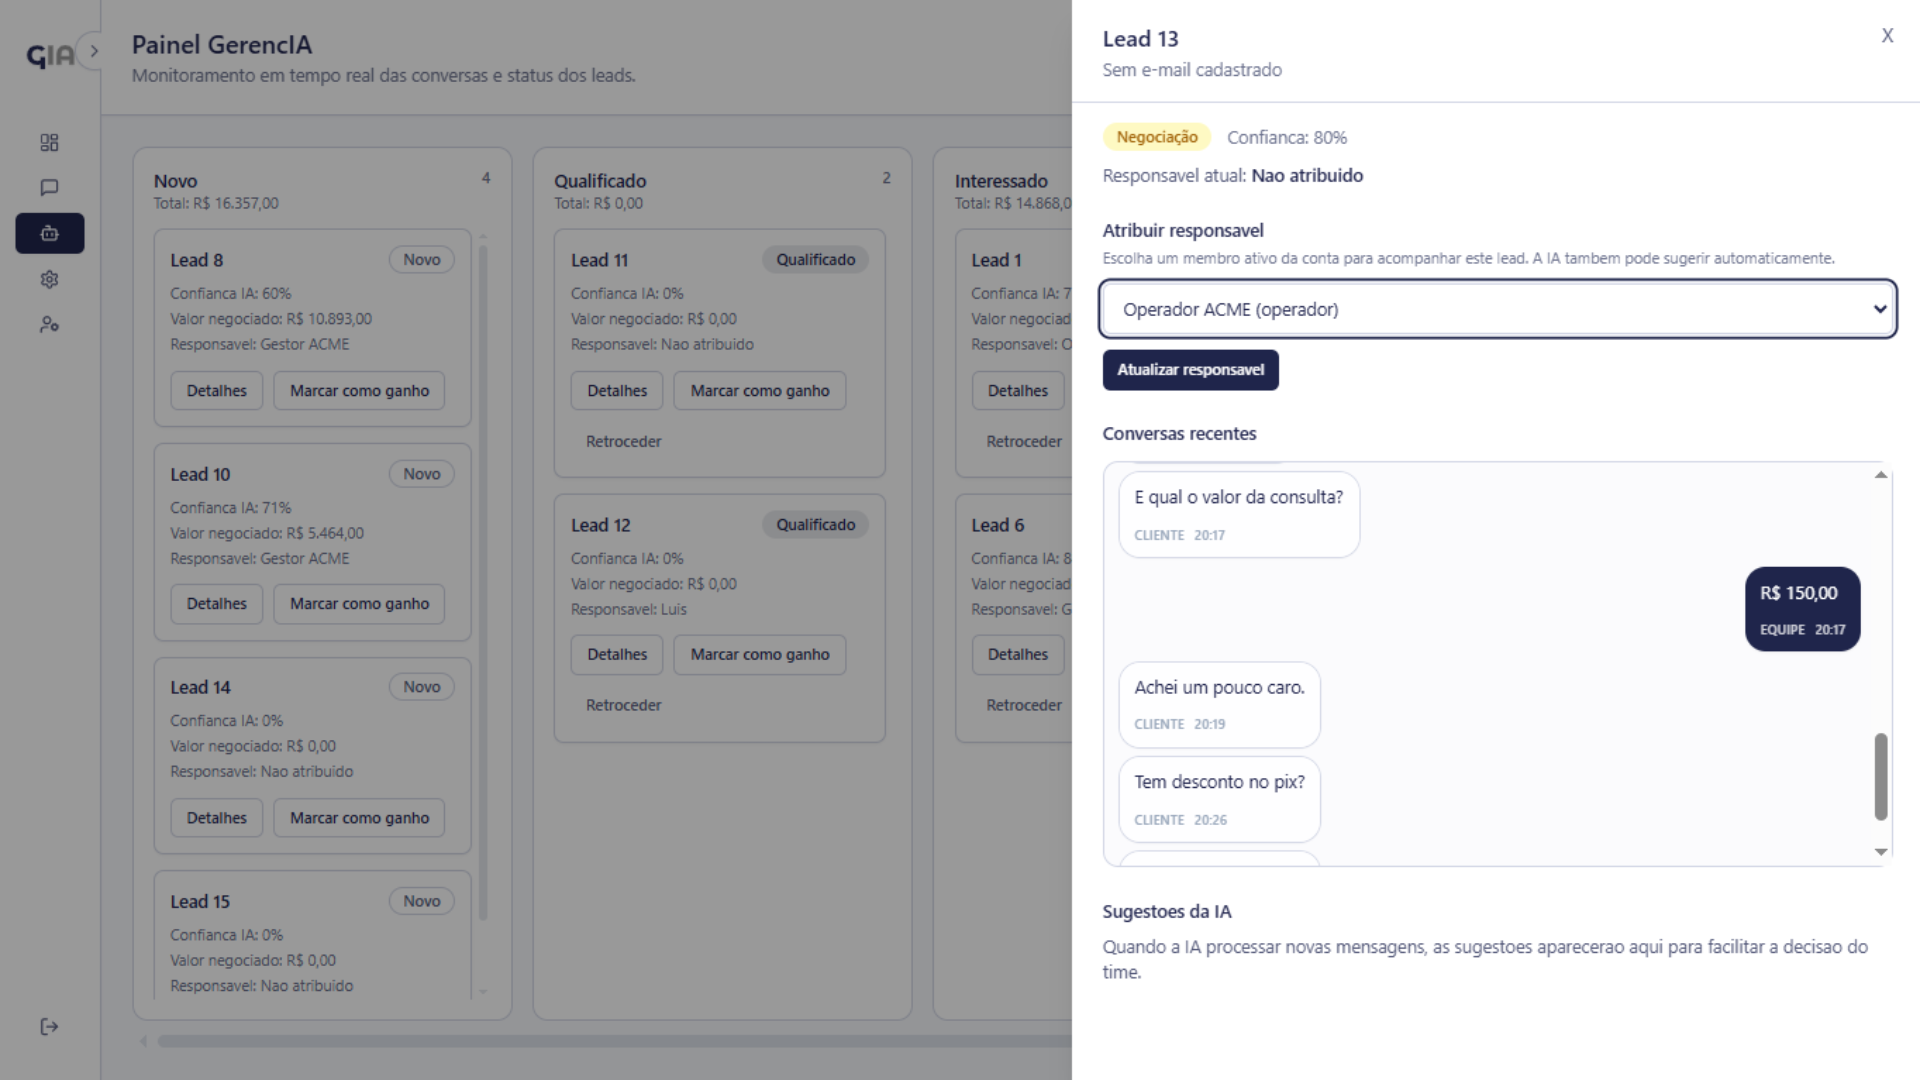 GIA
Painel GerencIA
Monitoramento em tempo real das conversas e status dos leads.
Novo
4
Total: R$ 16.357,00
Lead 8
Novo
Confianca IA: 60%
Valor negociado: R$ 10.893,00
Responsavel: Gestor ACME
Detalhes
Marcar como ganho
Lead 10
Novo
Confianca IA: 71%
Valor negociado: R$ 5.464,00
Responsavel: Gestor ACME
Detalhes
Marcar como ganho
Lead 14
Novo
Confianca IA: 0%
Valor negociado: R$ 0,00
Responsavel: Nao atribuido
Detalhes
Marcar como ganho
Lead 15
Novo
Confianca IA: 0%
Valor negociado: R$ 0,00
Responsavel: Nao atribuido
Qualificado
2
Total: R$ 0,00
Lead 11
Qualificado
Confianca IA: 0%
Valor negociado: R$ 0,00
Responsavel: Nao atribuido
Detalhes
Marcar como ganho
Retroceder
Lead 12
Qualificado
Confianca IA: 0%
Valor negociado: R$ 0,00
Responsavel: Luis
Detalhes
Marcar como ganho
Retroceder
Interessado
Total: R$ 14.868,0
Lead 1
Confianca IA: 7
Valor negociad
Responsavel: O
Detalhes
Retroceder
Lead 6
Confianca IA: 8
Valor negociad
Responsavel: G
Detalhes
Retroceder
Lead 13
X
Sem e-mail cadastrado
Negociação
Confianca: 80%
Responsavel atual: Nao atribuido
Atribuir responsavel
Escolha um membro ativo da conta para acompanhar este lead. A IA tambem pode sugerir automaticamente.
Operador ACME (operador)
Atualizar responsavel
Conversas recentes
E qual o valor da consulta?
CLIENTE 20:17
R$ 150,00
EQUIPE 20:17
Achei um pouco caro.
CLIENTE 20:19
Tem desconto no pix?
CLIENTE 20:26
Sugestoes da IA
Quando a IA processar novas mensagens, as sugestoes aparecerao aqui para facilitar a decisao do
time.